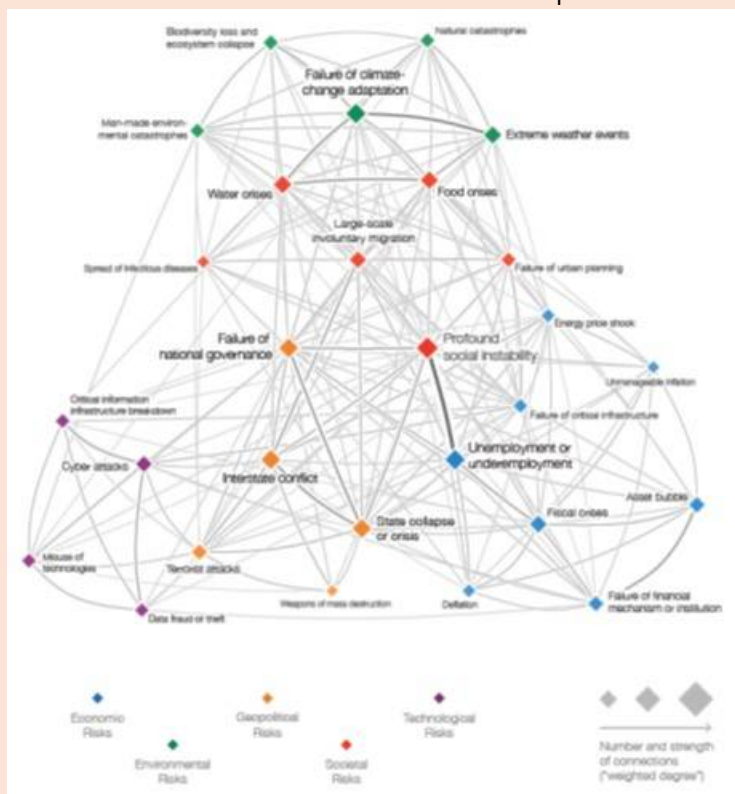 Biodiversity loss and
ecosystem collapse
Natural catastrophes
Failure of climate-
change adaptation
Man-made environ-
mental catastrophes
Extreme weather events
Water crises
Food crises
Large-scale
involuntary migration
Spread of infectious diseases
Failure of urban planning
Energy price shock
Failure of
national governance
Profound
social instability
Unmanageable inflation
Critical information
infrastructure breakdown
Failure of critical infrastructure
Cyber attacks
Interstate conflict
Unemployment or
underemployment
Asset bubble
State collapse
or crisis
Fiscal crises
Misuse of
technologies
Terrorist attacks
Weapons of mass destruction
Deflation
Failure of financial
mechanism or institution
Data fraud or theft
Economic
Risks
Geopolitical
Risks
Technological
Risks
Environmental
Risks
Societal
Risks
Number and strength
of connections
("weighted degree")